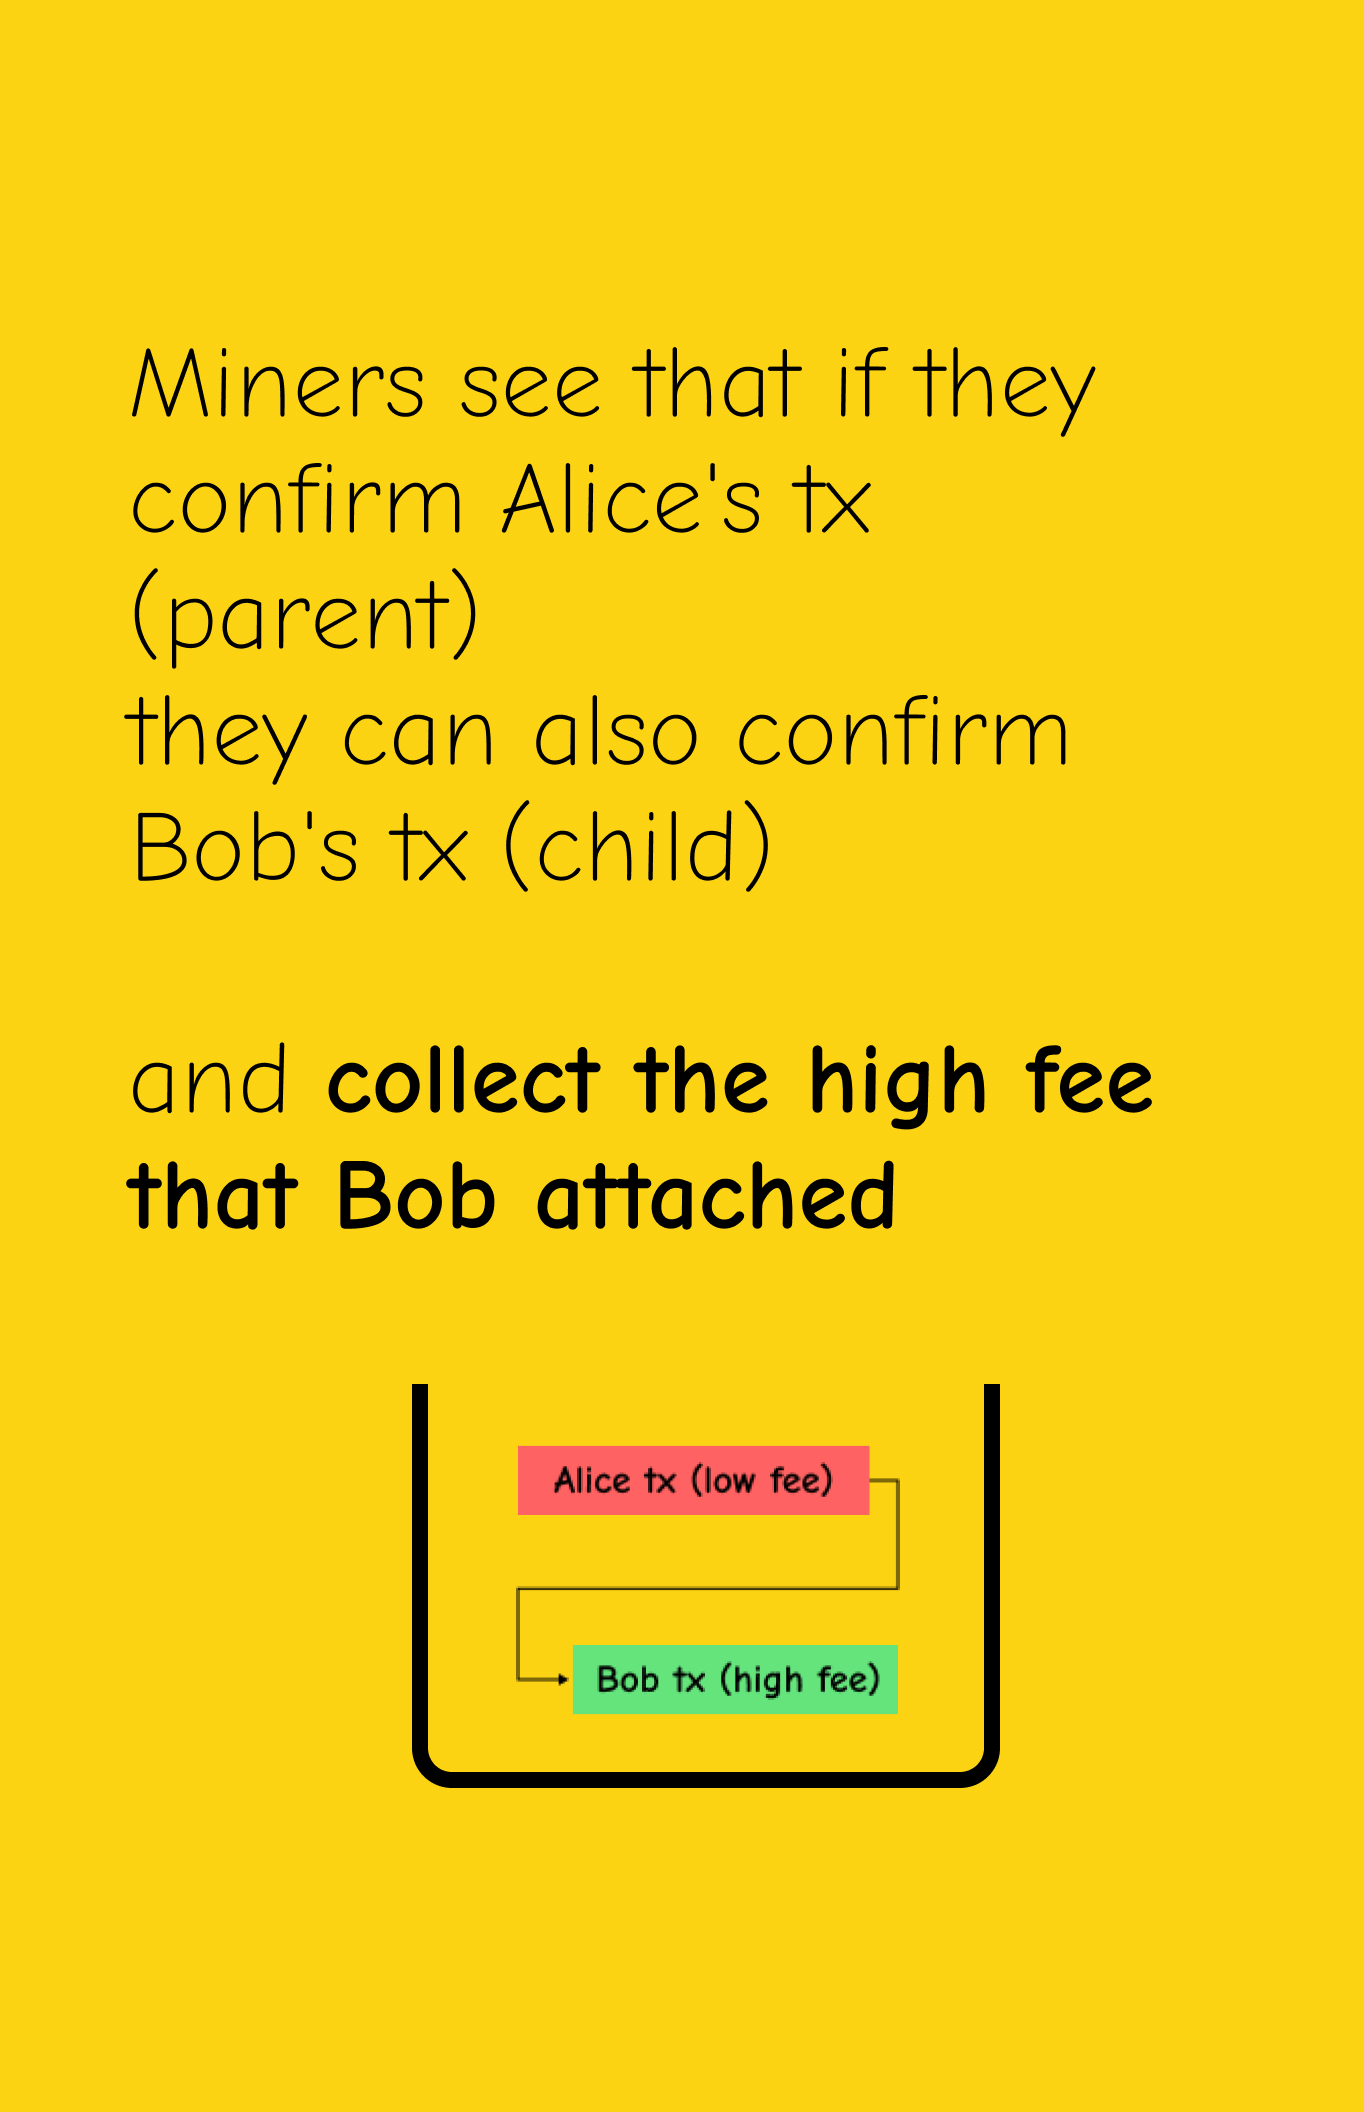 Miners see that if they
confirm Alice's tx
(parent)
they can also confirm
Bob's tx (child)
and collect the high fee
that Bob attached
Alice tx (low fee)
Bob tx (high fee)